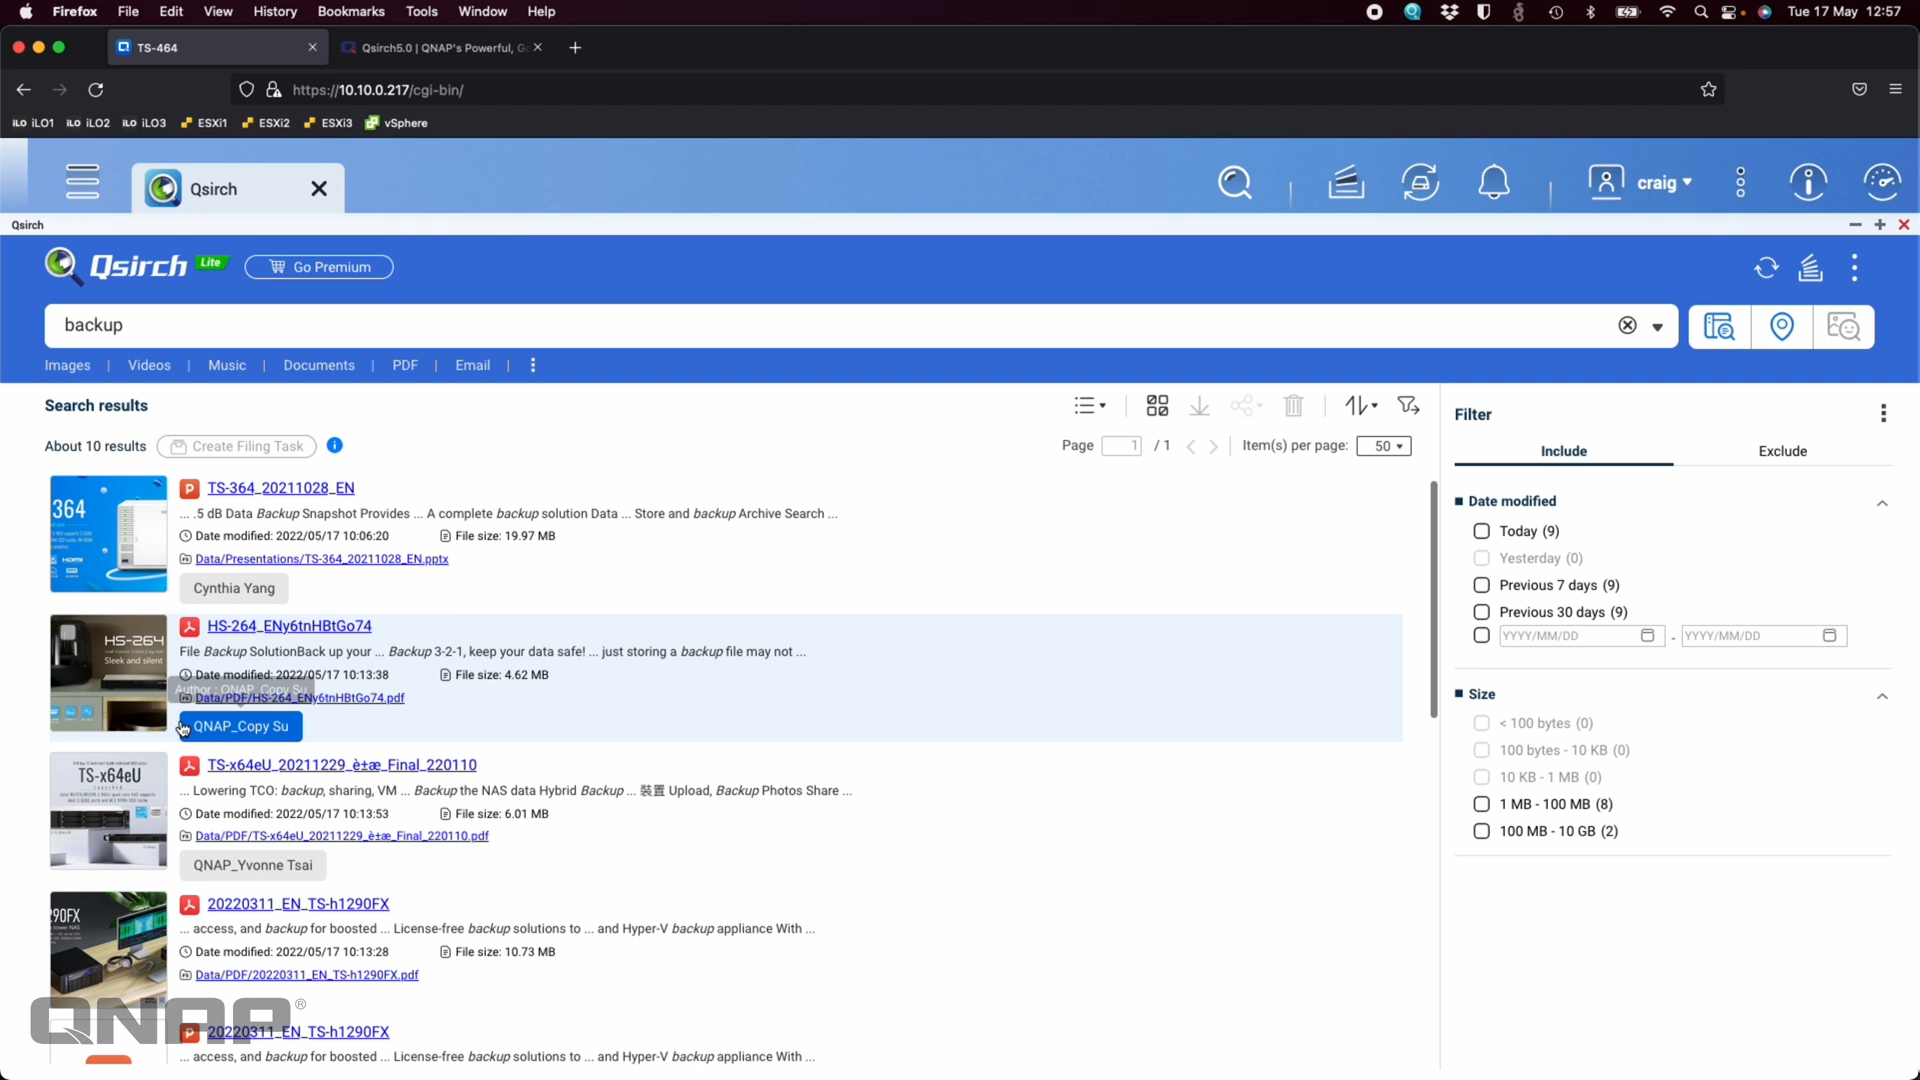 Firefox File Edit View History Bookmarks Tools Window Help Tue 17 May 12:57
TS-464 Qsirch5.0 | QNAP's Powerful, G
https://10.10.0.217/cgi-bin/
iLO iLO1 iLO iLO2 iLO iLO3 ESXi1 ESXi2 ESXi3 vSphere
Qsirch craig
Qsirch
Qsirch Lite Go Premium
backup
Images | Videos | Music | Documents | PDF | Email |
Search results
About 10 results Create Filing Task Page 1 / 1 Item(s) per page: 50
364
HDMI
TS-364_20211028_EN
... .5 dB Data Backup Snapshot Provides ... A complete backup solution Data ... Store and backup Archive Search ...
Date modified: 2022/05/17 10:06:20 File size: 19.97 MB
Data/Presentations/TS-364_20211028_EN.pptx
Cynthia Yang
HS-264
Sleek and silent
HS-264_ENy6tnHBtGo74
File Backup SolutionBack up your ... Backup 3-2-1, keep your data safe! ... just storing a backup file may not ...
Date modified: 2022/05/17 10:13:38 File size: 4.62 MB
Author : QNAP_Copy Su
Data/PDF/HS-264_ENy6tnHBtGo74.pdf
QNAP_Copy Su
TS-x64eU
TS-x64eU_20211229_è±æ_Final_220110
... Lowering TCO: backup, sharing, VM ... Backup the NAS data Hybrid Backup ... 裝置 Upload, Backup Photos Share ...
Date modified: 2022/05/17 10:13:53 File size: 6.01 MB
Data/PDF/TS-x64eU_20211229_è±æ_Final_220110.pdf
QNAP_Yvonne Tsai
290FX
20220311_EN_TS-h1290FX
... access, and backup for boosted ... License-free backup solutions to ... and Hyper-V backup appliance With ...
Date modified: 2022/05/17 10:13:28 File size: 10.73 MB
Data/PDF/20220311_EN_TS-h1290FX.pdf
QNAP®
20220311_EN_TS-h1290FX
... access, and backup for boosted ... License-free backup solutions to ... and Hyper-V backup appliance With ...
Filter
Include Exclude
Date modified
Today (9)
Yesterday (0)
Previous 7 days (9)
Previous 30 days (9)
YYYY/MM/DD - YYYY/MM/DD
Size
< 100 bytes (0)
100 bytes - 10 KB (0)
10 KB - 1 MB (0)
1 MB - 100 MB (8)
100 MB - 10 GB (2)